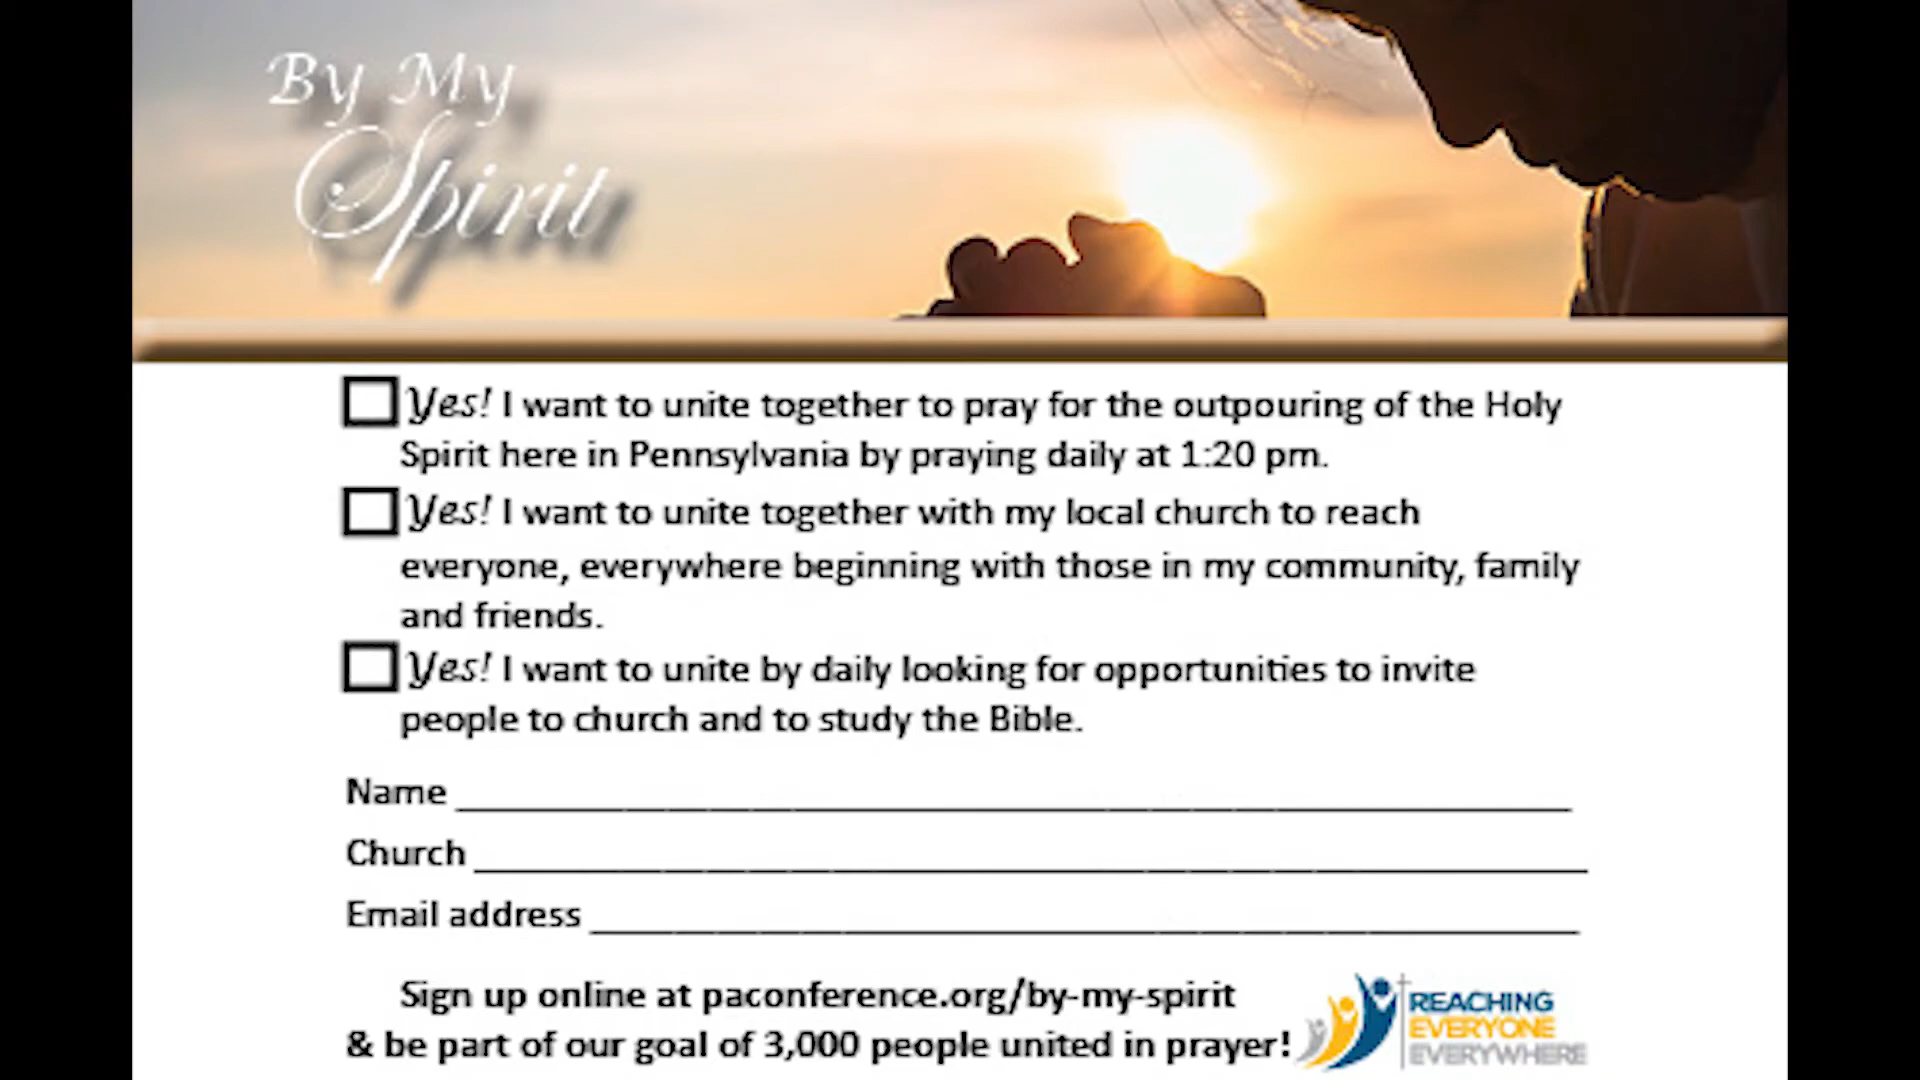 By My
Spirit
Yes! I want to unite together to pray for the outpouring of the Holy
Spirit here in Pennsylvania by praying daily at 1:20 pm.
Yes! I want to unite together with my local church to reach
everyone, everywhere beginning with those in my community, family
and friends.
Yes! I want to unite by daily looking for opportunities to invite
people to church and to study the Bible.
Name
Church
Email address
Sign up online at paconference.org/by-my-spirit
& be part of our goal of 3,000 people united in prayer!
REACHING
EVERYONE
EVERYWHERE